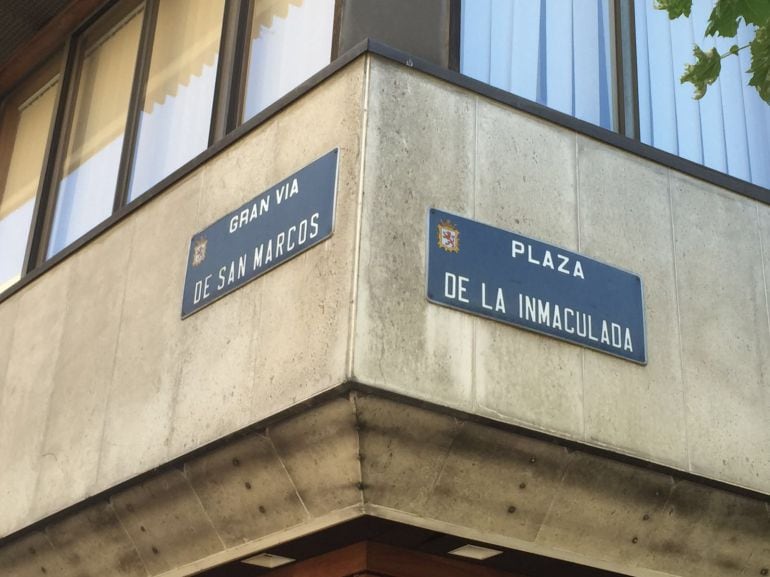 GRAN VIA
DE SAN MARCOS
PLAZA
DE LA INMACULADA